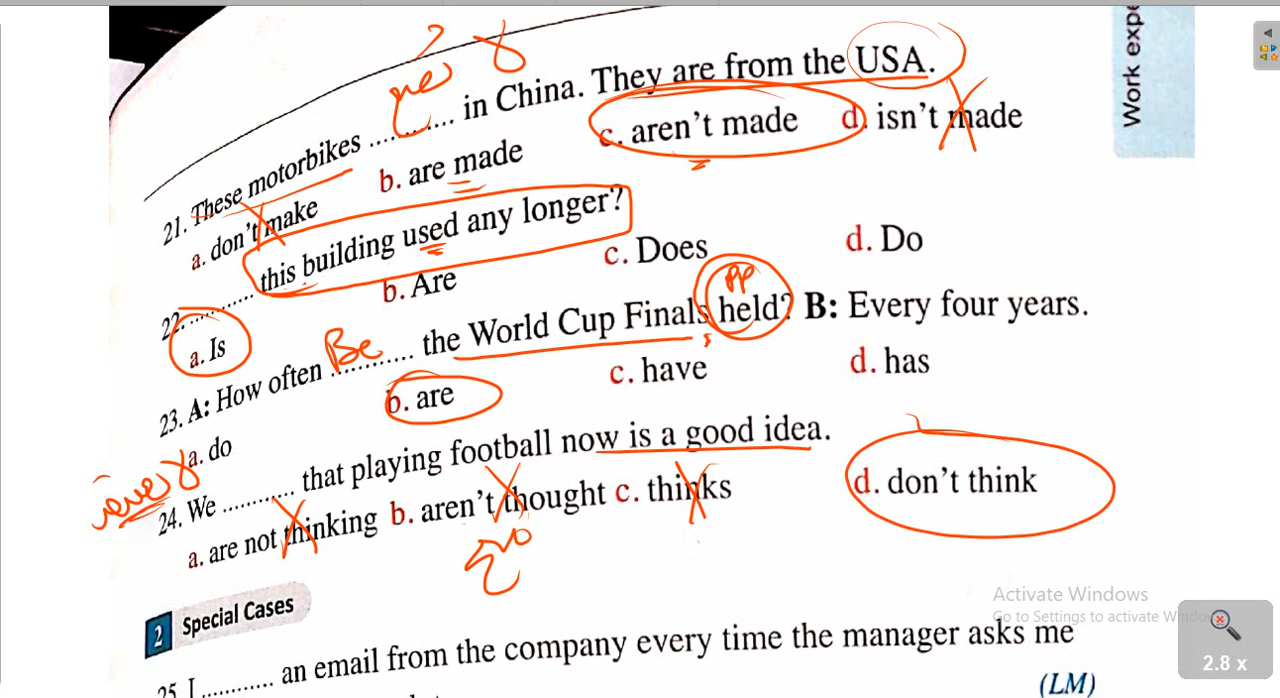 21. These motorbikes ........... in China. They are from the USA.
a. don't make b. are made c. aren't made d. isn't made
22. ........... this building used any longer?
a. Is b. Are c. Does d. Do
Be PP
23. A: How often ............ the World Cup Finals held? B: Every four years.
a. do b. are c. have d. has
24. We ............ that playing football now is a good idea.
a. are not thinking b. aren't thought c. thinks d. don't think
2 Special Cases
25. I ............ an email from the company every time the manager asks me
(LM)
Work expe
Activate Windows
Go to Settings to activate Windo
2.8 x